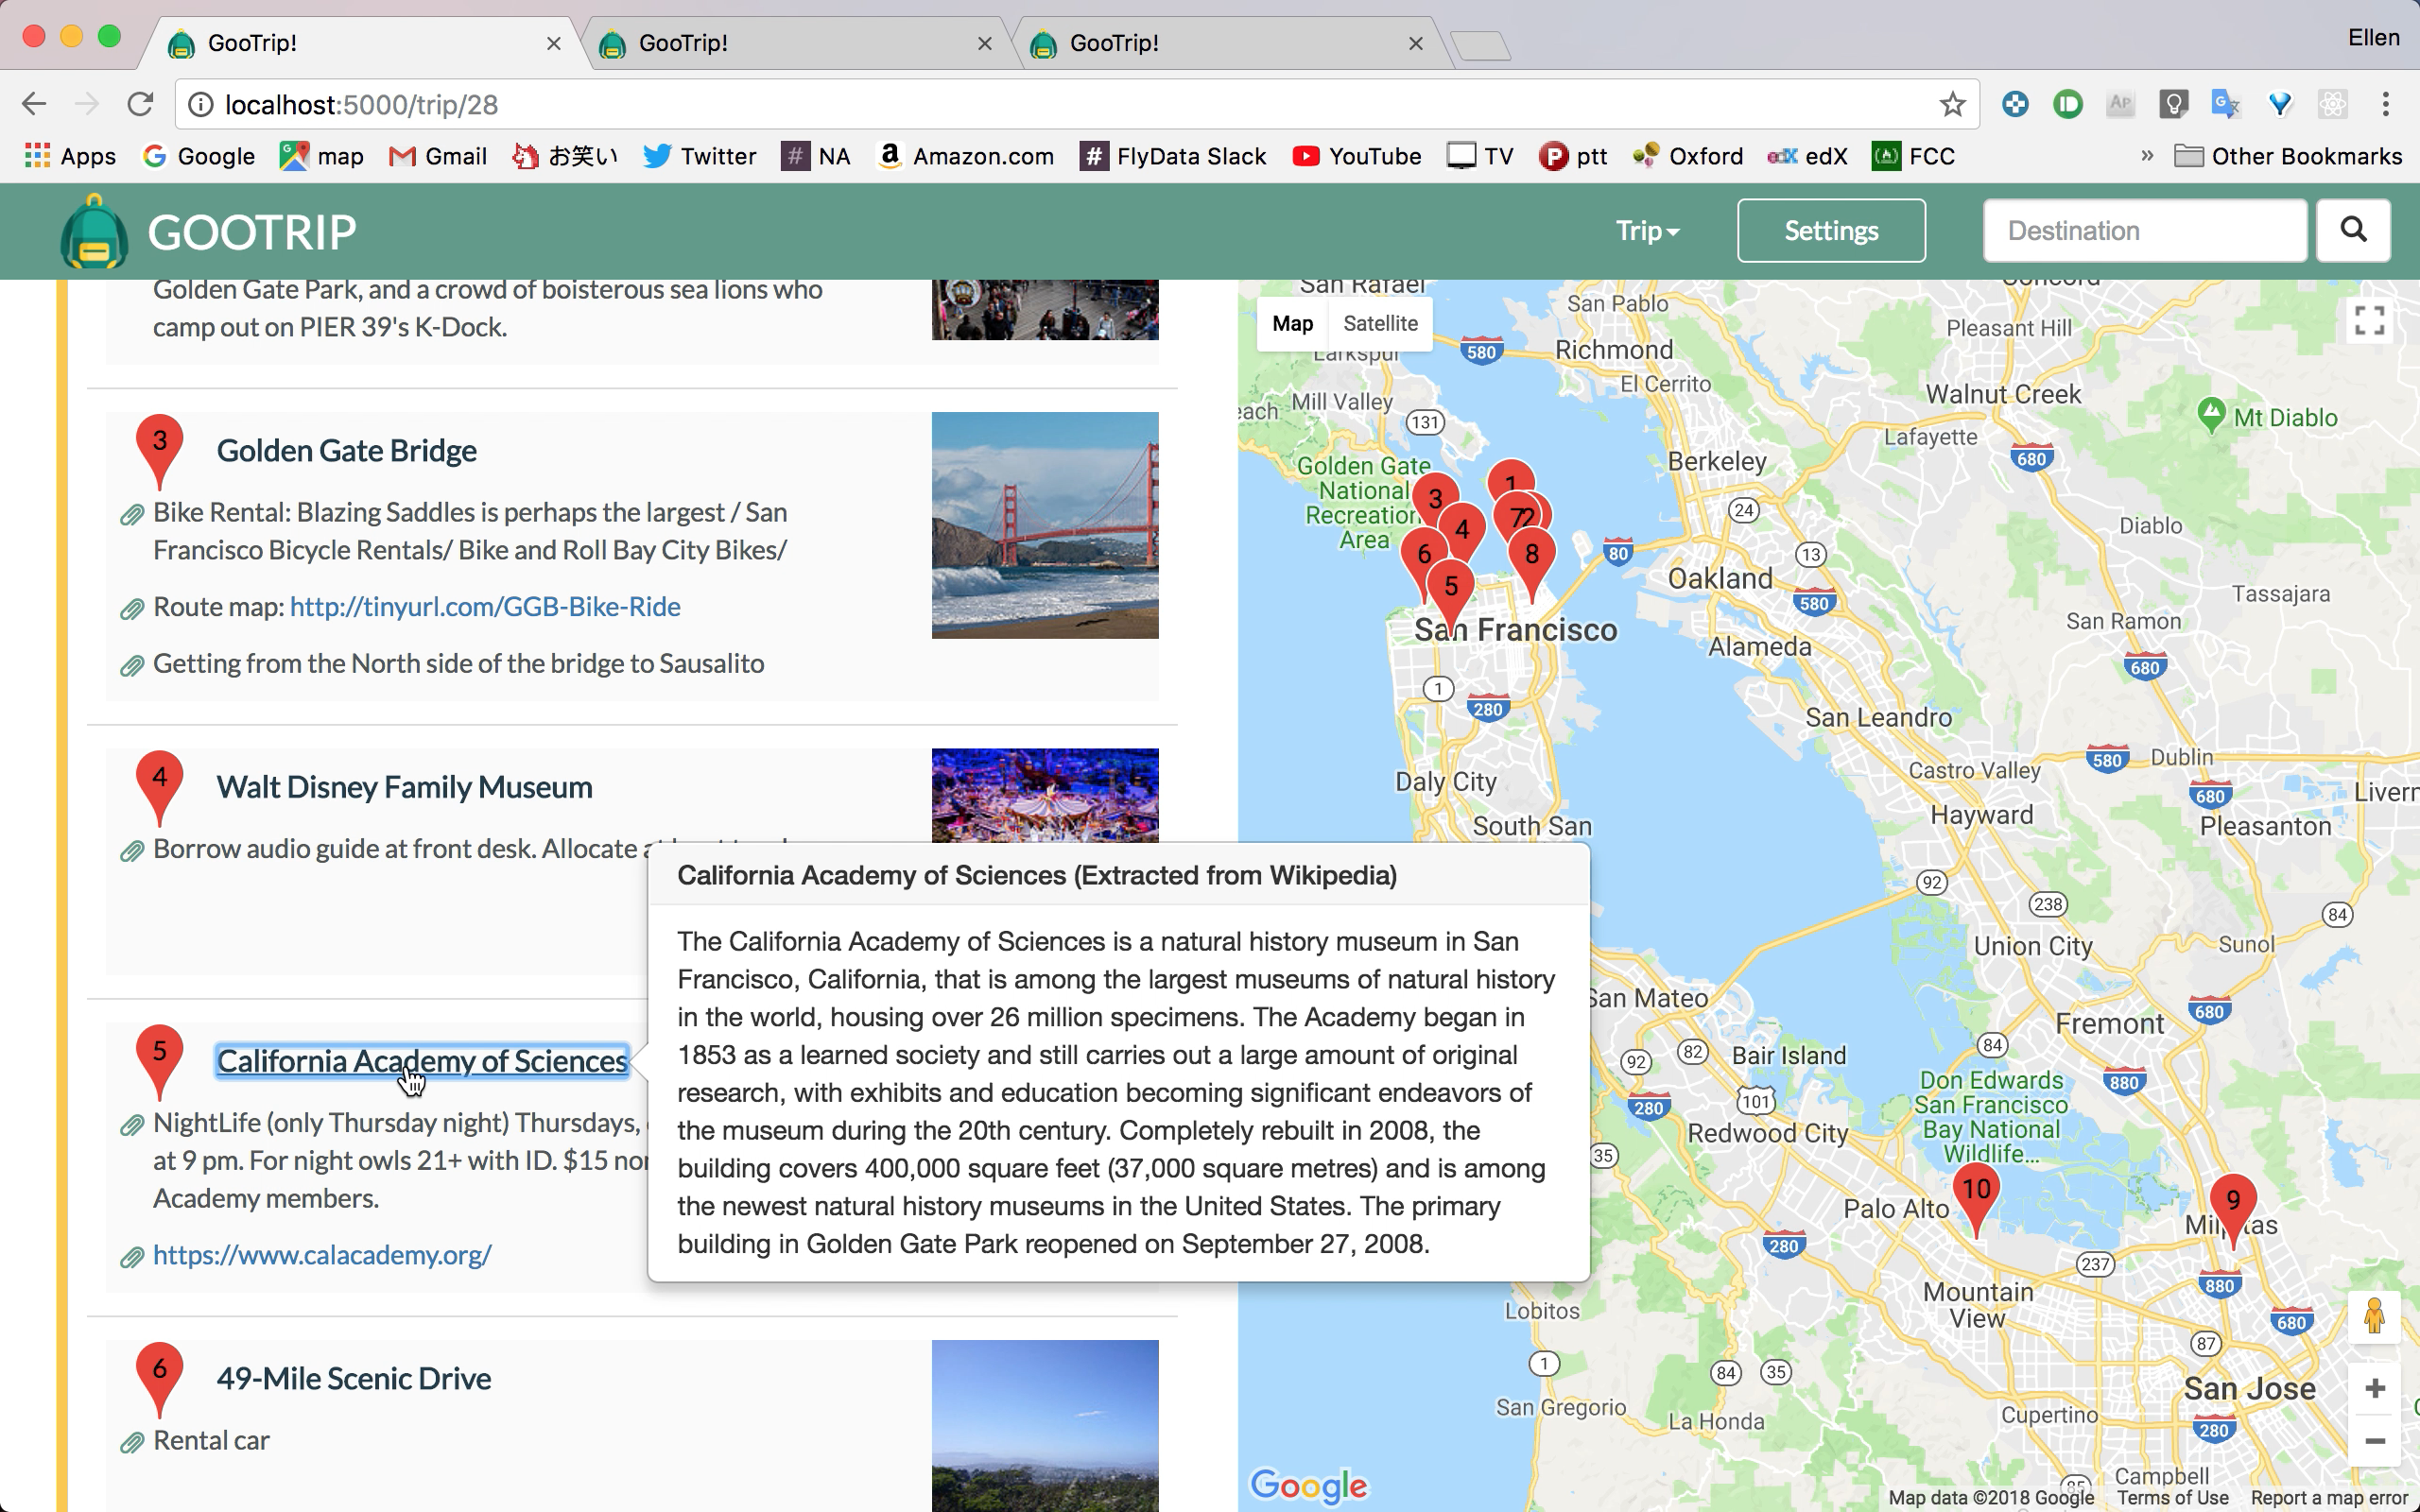 GooTrip!
GooTrip!
GooTrip!
Ellen
localhost:5000/trip/28
Apps
Google
map
Gmail
お笑い
Twitter
# NA
Amazon.com
# FlyData Slack
YouTube
TV
ptt
Oxford
edX
FCC
»
Other Bookmarks
GOOTRIP
Trip
Settings
Destination
Golden Gate Park, and a crowd of boisterous sea lions who
camp out on PIER 39's K-Dock.
3
Golden Gate Bridge
Bike Rental: Blazing Saddles is perhaps the largest / San
Francisco Bicycle Rentals/ Bike and Roll Bay City Bikes/
Route map: http://tinyurl.com/GGB-Bike-Ride
Getting from the North side of the bridge to Sausalito
4
Walt Disney Family Museum
Borrow audio guide at front desk. Allocate
5
California Academy of Sciences
NightLife (only Thursday night) Thursdays,
at 9 pm. For night owls 21+ with ID. $15
Academy members.
https://www.calacademy.org/
6
49-Mile Scenic Drive
Rental car
California Academy of Sciences (Extracted from Wikipedia)
The California Academy of Sciences is a natural history museum in San
Francisco, California, that is among the largest museums of natural history
in the world, housing over 26 million specimens. The Academy began in
1853 as a learned society and still carries out a large amount of original
research, with exhibits and education becoming significant endeavors of
the museum during the 20th century. Completely rebuilt in 2008, the
building covers 400,000 square feet (37,000 square metres) and is among
the newest natural history museums in the United States. The primary
building in Golden Gate Park reopened on September 27, 2008.
Map
Satellite
San Rafael
San Pablo
Concord
Pleasant Hill
Larkspur
580
Richmond
El Cerrito
Walnut Creek
Mill Valley
131
Mt Diablo
Lafayette
680
Berkeley
Golden Gate
National
Recreation
Area
3
1
7
2
4
6
8
5
24
Diablo
80
13
Oakland
580
Tassajara
San Ramon
San Francisco
Alameda
680
1
280
San Leandro
Daly City
Castro Valley
580
Dublin
680
Hayward
Pleasanton
South San
92
238
84
Union City
Sunol
San Mateo
680
Fremont
92
82
Bair Island
84
Don Edwards
San Francisco
Bay National
Wildlife...
880
280
101
Redwood City
35
10
9
Palo Alto
Milpitas
280
237
880
Mountain
View
Lobitos
680
87
1
84
35
San Jose
San Gregorio
La Honda
Cupertino
280
Campbell
85
Google
Map data ©2018 Google
Terms of Use
Report a map error